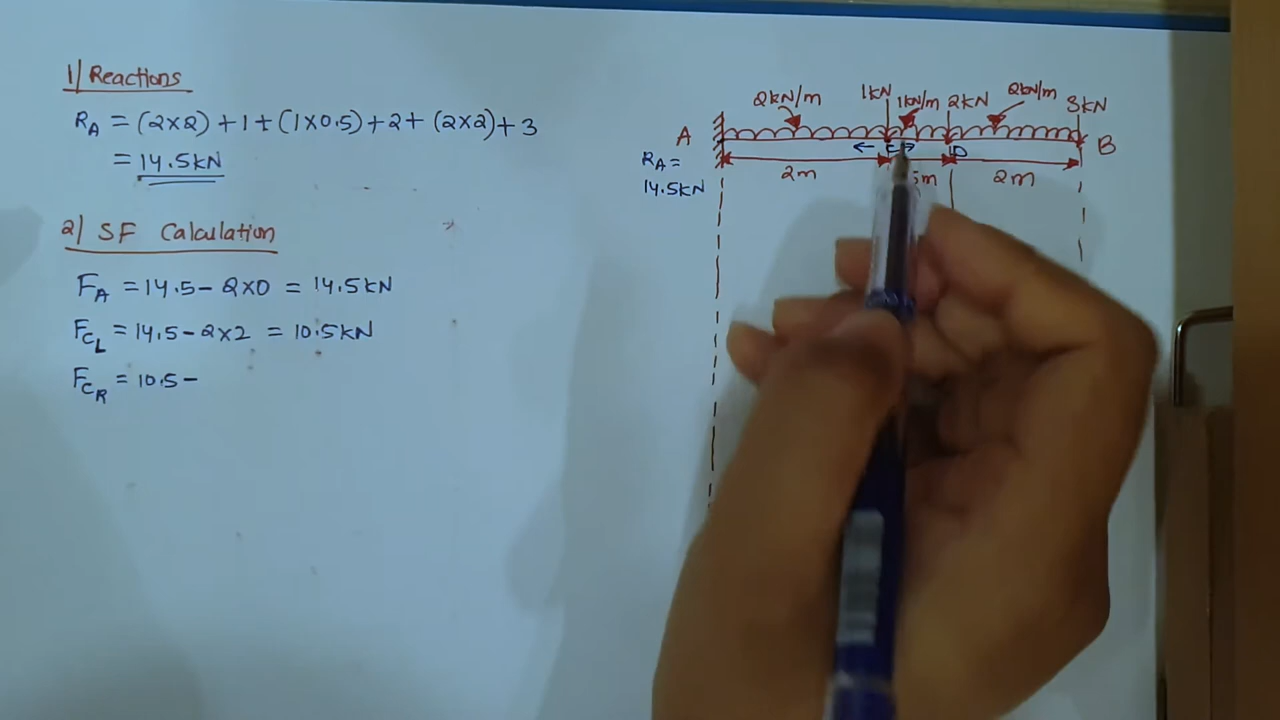 1) Reactions
RA = (2×2) + 1 + (1×0.5) + 2 + (2×2) + 3
= 14.5kN
2) SF Calculation
FA = 14.5 - 2×0 = 14.5kN
FCL = 14.5 - 2×2 = 10.5kN
FCR = 10.5 -
2kN/m 1kN 1kN/m 2kN 2kN/m 3kN
A B
D
RA =
14.5kN
2m 2m